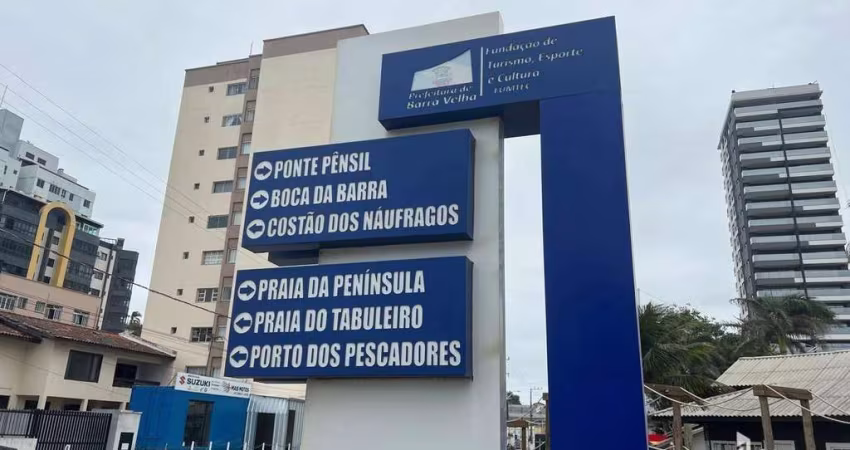 Fundação de
Turismo, Esporte
e Cultura
FUMTEC
Prefeitura de
Barra Velha
PONTE PÊNSIL
BOCA DA BARRA
COSTÃO DOS NÁUFRAGOS
PRAIA DA PENÍNSULA
PRAIA DO TABULEIRO
PORTO DOS PESCADORES
SUZUKI